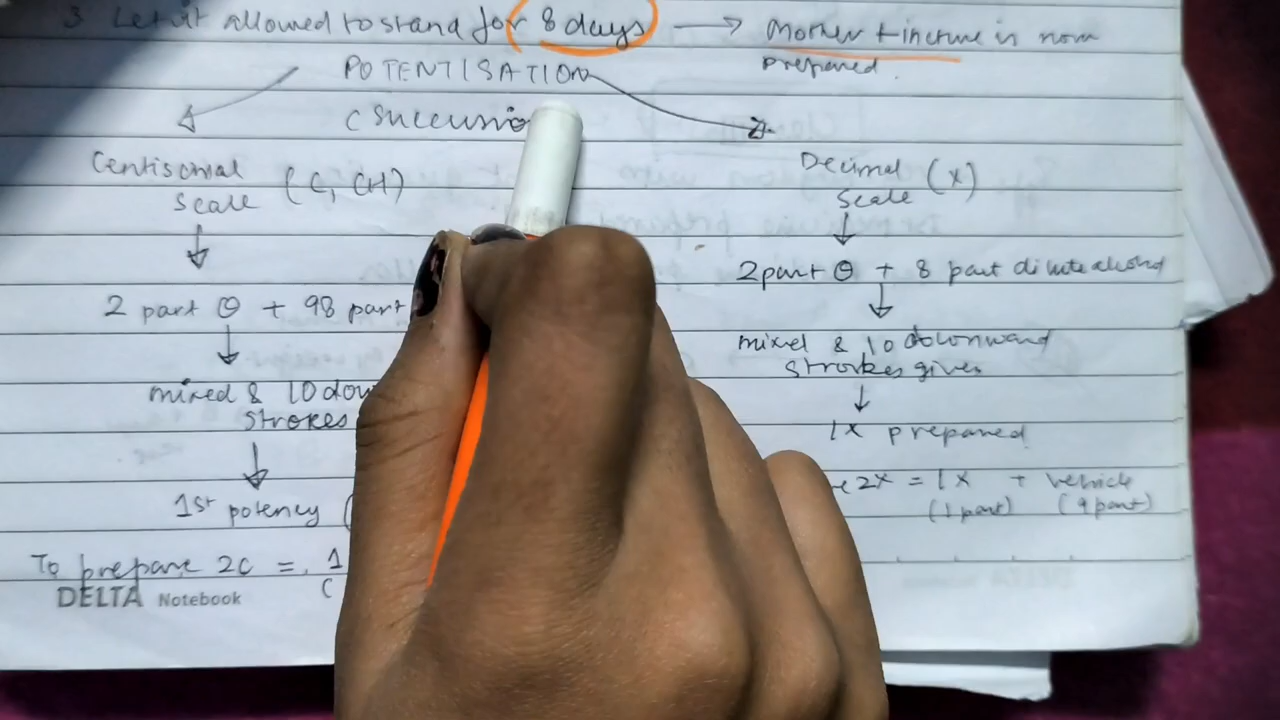 3 Let it allowed to stand for 8 days → Mother tincture is now
prepared.
POTENTISATION
(Succussio
Centisimal
Scale (C, CH)
↓
2 part θ + 98 part
↓
mixed & 10 dow
strokes
↓
1st potency (
To prepare 2C = 1
(
DELTA Notebook
Decimal
Scale (X)
↓
2 part θ + 8 part dilute alcohol
↓
mixed & 10 downward
strokes gives
↓
1X prepared
2X = 1X + vehicle
(1 part) (9 part)